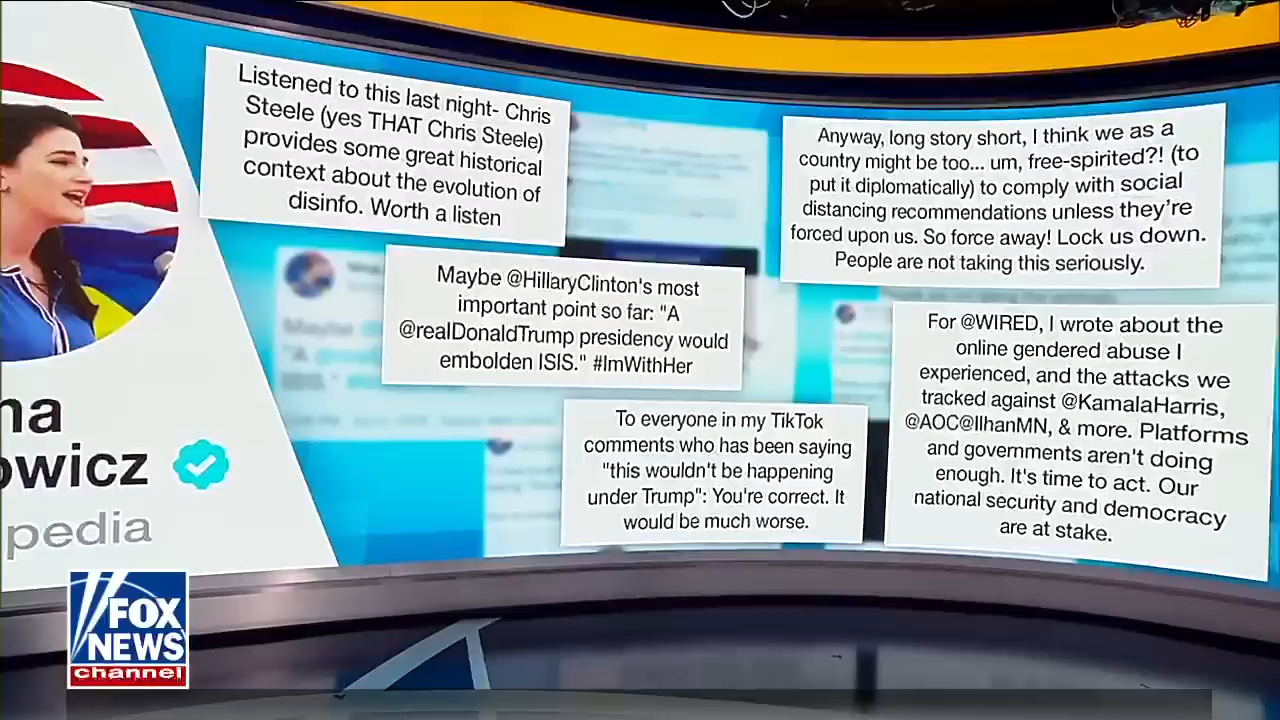 Listened to this last night- Chris
Steele (yes THAT Chris Steele)
provides some great historical
context about the evolution of
disinfo. Worth a listen
Maybe @HillaryClinton's most
important point so far: "A
@realDonaldTrump presidency would
embolden ISIS." #ImWithHer
To everyone in my TikTok
comments who has been saying
"this wouldn't be happening
under Trump": You're correct. It
would be much worse.
Anyway, long story short, I think we as a
country might be too... um, free-spirited?! (to
put it diplomatically) to comply with social
distancing recommendations unless they're
forced upon us. So force away! Lock us down.
People are not taking this seriously.
For @WIRED, I wrote about the
online gendered abuse I
experienced, and the attacks we
tracked against @KamalaHarris,
@AOC@IlhanMN, & more. Platforms
and governments aren't doing
enough. It's time to act. Our
national security and democracy
are at stake.
na
owicz
pedia
FOX
NEWS
channel